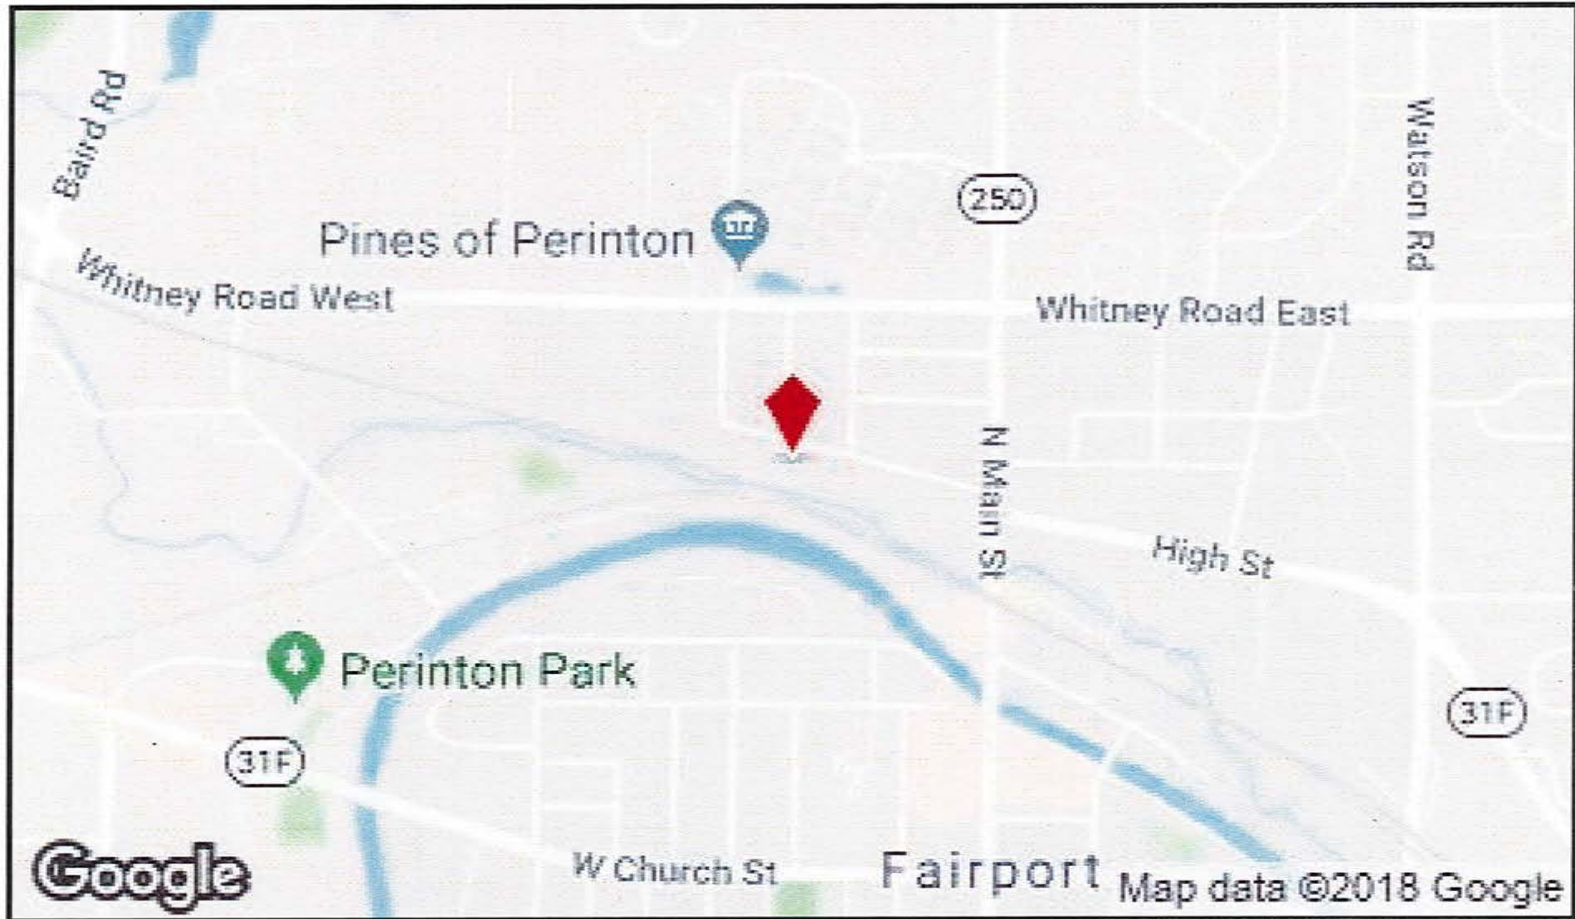 Baird Rd
Watson Rd
250
Pines of Perinton
Whitney Road West
Whitney Road East
N Main St
High St
Perinton Park
31F
31F
W Church St
Fairport
Google
Map data ©2018 Google